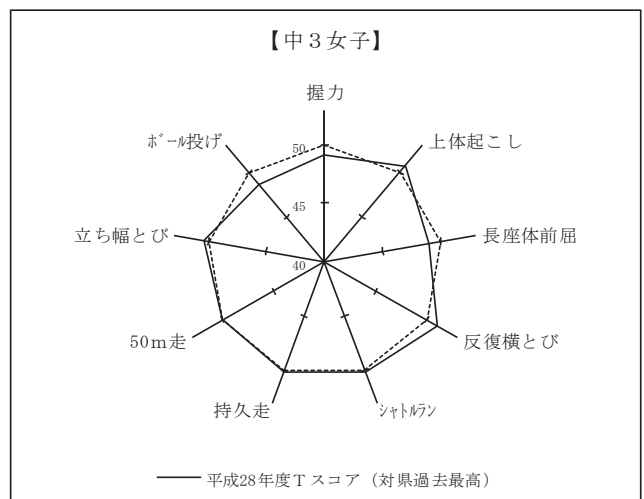 【中３女子】
握力
上体起こし
長座体前屈
反復横とび
ｼｬﾄﾙﾗﾝ
持久走
50ｍ走
立ち幅とび
ﾎﾞｰﾙ投げ
50
45
40
平成28年度Ｔスコア（対県過去最高）